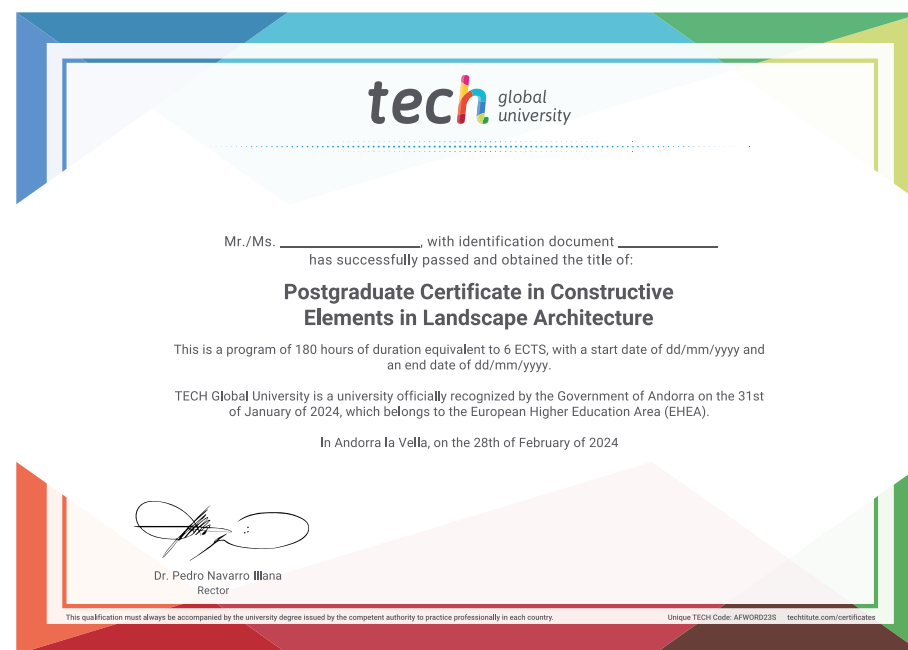 tech global
university
Mr./Ms. ____________, with identification document ____________
has successfully passed and obtained the title of:
Postgraduate Certificate in Constructive
Elements in Landscape Architecture
This is a program of 180 hours of duration equivalent to 6 ECTS, with a start date of dd/mm/yyyy and
an end date of dd/mm/yyyy.
TECH Global University is a university officially recognized by the Government of Andorra on the 31st
of January of 2024, which belongs to the European Higher Education Area (EHEA).
In Andorra la Vella, on the 28th of February of 2024
Dr. Pedro Navarro Illana
Rector
This qualification must always be accompanied by the university degree issued by the competent authority to practice professionally in each country. Unique TECH Code: AFWORD23S techtitute.com/certificates